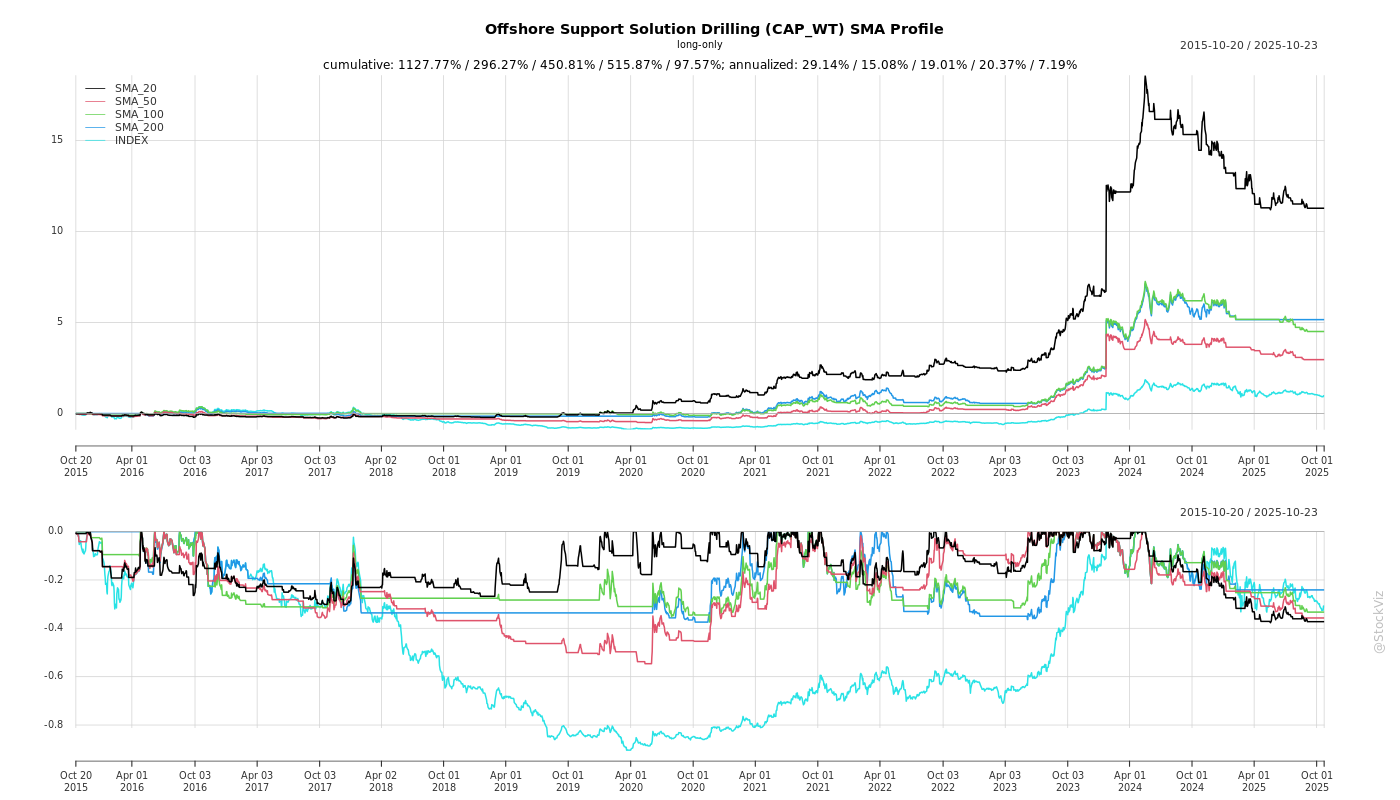 Offshore Support Solution Drilling (CAP_WT) SMA Profile
long-only
2015-10-20 / 2025-10-23
cumulative: 1127.77% / 296.27% / 450.81% / 515.87% / 97.57%; annualized: 29.14% / 15.08% / 19.01% / 20.37% / 7.19%
SMA_20
SMA_50
SMA_100
SMA_200
INDEX
15
10
5
0
Oct 20 Apr 01 Oct 03 Apr 03 Oct 03 Apr 02 Oct 01 Apr 01 Oct 01 Apr 01 Oct 01 Apr 01 Oct 01 Apr 01 Oct 03 Apr 03 Oct 03 Apr 01 Oct 01 Apr 01 Oct 01
2015 2016 2016 2017 2017 2018 2018 2019 2019 2020 2020 2021 2021 2022 2022 2023 2023 2024 2024 2025 2025
2015-10-20 / 2025-10-23
0.0
-0.2
-0.4
-0.6
-0.8
Oct 20 Apr 01 Oct 03 Apr 03 Oct 03 Apr 02 Oct 01 Apr 01 Oct 01 Apr 01 Oct 01 Apr 01 Oct 01 Apr 01 Oct 03 Apr 03 Oct 03 Apr 01 Oct 01 Apr 01 Oct 01
2015 2016 2016 2017 2017 2018 2018 2019 2019 2020 2020 2021 2021 2022 2022 2023 2023 2024 2024 2025 2025
@StockViz